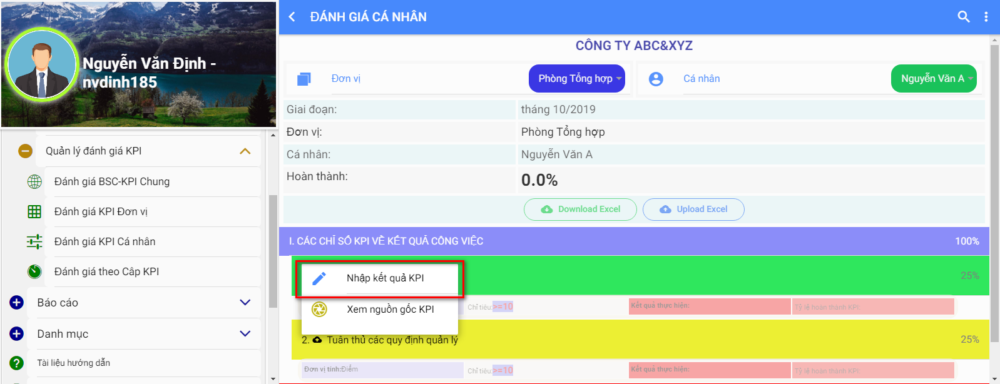 Nguyễn Văn Định -
nvdinh185
Quản lý đánh giá KPI
Đánh giá BSC-KPI Chung
Đánh giá KPI Đơn vị
Đánh giá KPI Cá nhân
Đánh giá theo Câp KPI
Báo cáo
Danh mục
Tài liệu hướng dẫn
ĐÁNH GIÁ CÁ NHÂN
CÔNG TY ABC&XYZ
Đơn vị Phòng Tổng hợp Cá nhân Nguyễn Văn A
Giai đoạn: tháng 10/2019
Đơn vị: Phòng Tổng hợp
Cá nhân: Nguyễn Văn A
Hoàn thành: 0.0%
Download Excel Upload Excel
I. CÁC CHỈ SỐ KPI VỀ KẾT QUẢ CÔNG VIỆC 100%
Nhập kết quả KPI 25%
Xem nguồn gốc KPI Chỉ tiêu:>=10 Kết quả thực hiện: Tỷ lệ hoàn thành KPI:
2. Tuân thủ các quy định quản lý 25%
Đơn vị tính:Điểm Chỉ tiêu:>=10 Kết quả thực hiện: Tỷ lệ hoàn thành KPI: